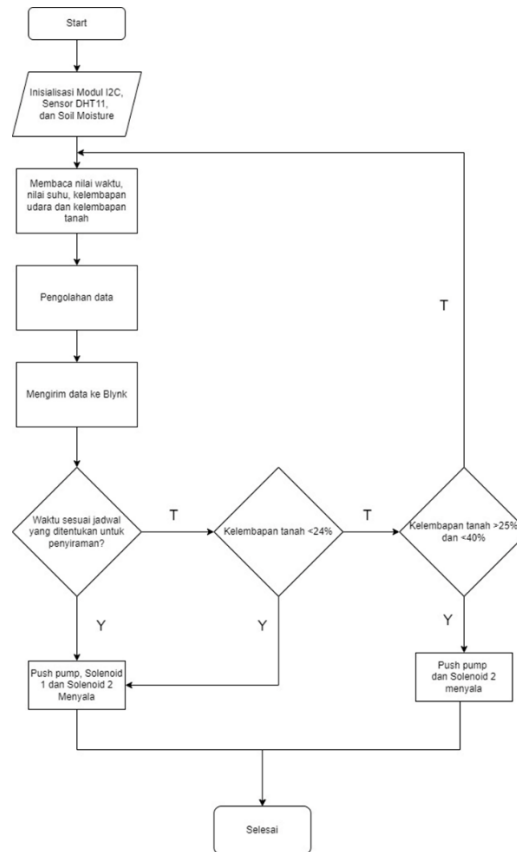 Start
Inisialisasi Modul I2C,
Sensor DHT11,
dan Soil Moisture
Membaca nilai waktu,
nilai suhu, kelembapan
udara dan kelembapan
tanah
Pengolahan data
Mengirim data ke Blynk
Waktu sesuai jadwal
yang ditentukan untuk
penyiraman?
T
Kelembapan tanah <24%
T
Kelembapan tanah >25%
dan <40%
T
Y
Y
Y
Push pump, Solenoid
1 dan Solenoid 2
Menyala
Push pump
dan Solenoid 2
menyala
Selesai